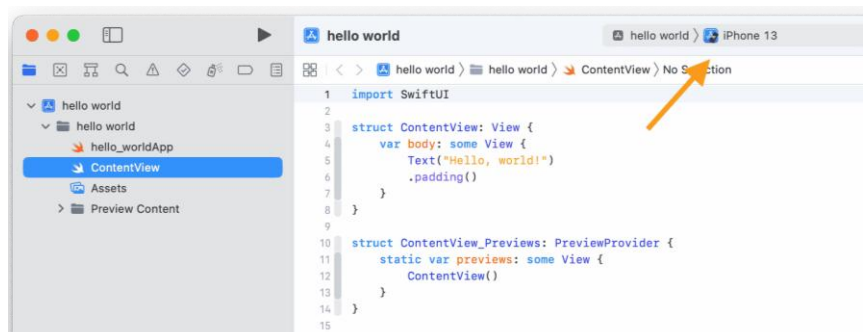 hello world
hello world 〉 iPhone 13
hello world 〉 hello world 〉 ContentView 〉 No
hello world
hello world
hello_worldApp
ContentView
Assets
Preview Content
1 import SwiftUI
2
3 struct ContentView: View {
4 var body: some View {
5 Text("Hello, world!")
6 .padding()
7 }
8 }
9
10 struct ContentView_Previews: PreviewProvider {
11 static var previews: some View {
12 ContentView()
13 }
14 }
15